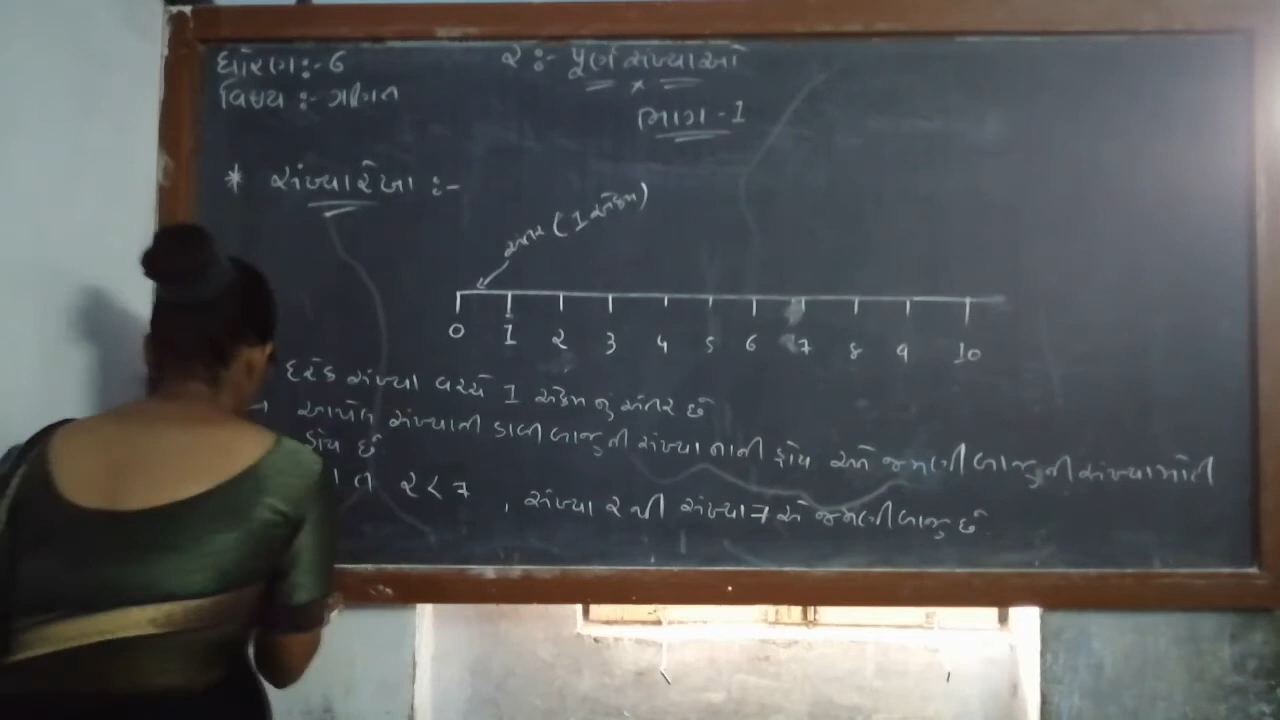 ધોરણ :- 6
૨ :- પૂર્ણ સંખ્યાઓ
વિષય :- ગણિત
ભાગ - 1
* સંખ્યારેખા :-
અંતર (1 એકમ)
0 1 ૨ 3 4 5 6 7 8 9 10
દરેક સંખ્યા વચ્ચે 1 એકમનું અંતર છે
→ આપેલ સંખ્યાની ડાબી બાજુની સંખ્યા નાની હોય અને જમણી બાજુની સંખ્યા મોટી
હોય છે.
૨ < 7 , સંખ્યા ૨ થી સંખ્યા 7 એ જમણી બાજુ છે